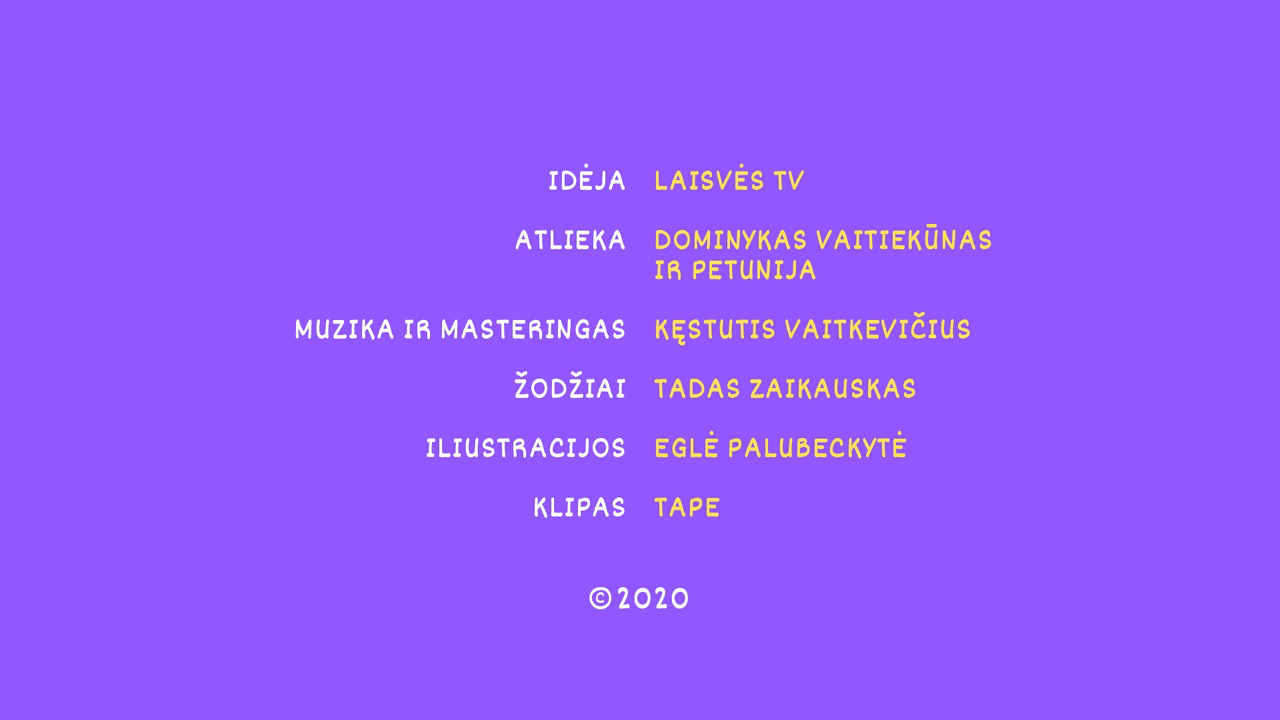 IDĖJA LAISVĖS TV
ATLIEKA DOMINYKAS VAITIEKŪNAS
IR PETUNIJA
MUZIKA IR MASTERINGAS KĘSTUTIS VAITKEVIČIUS
ŽODŽIAI TADAS ZAIKAUSKAS
ILIUSTRACIJOS EGLĖ PALUBECKYTĖ
KLIPAS TAPE
©2020